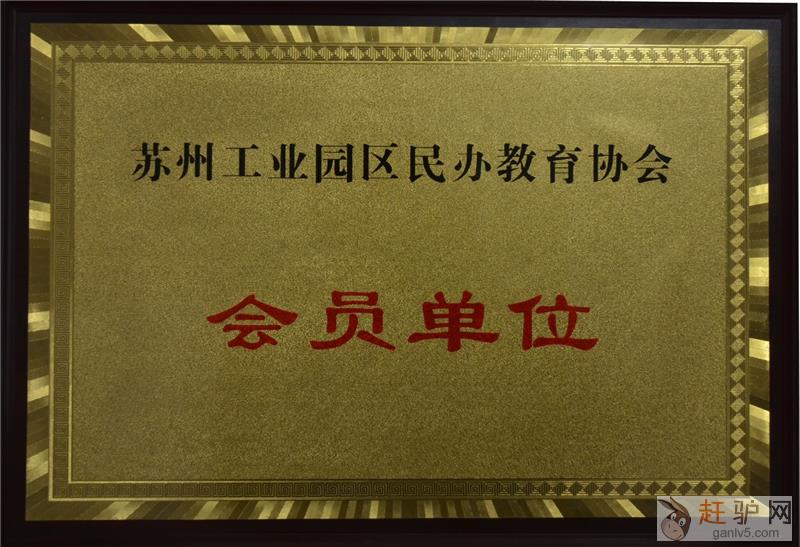 苏州工业园区民办教育协会
会员单位
赶驴网
ganlv5.com